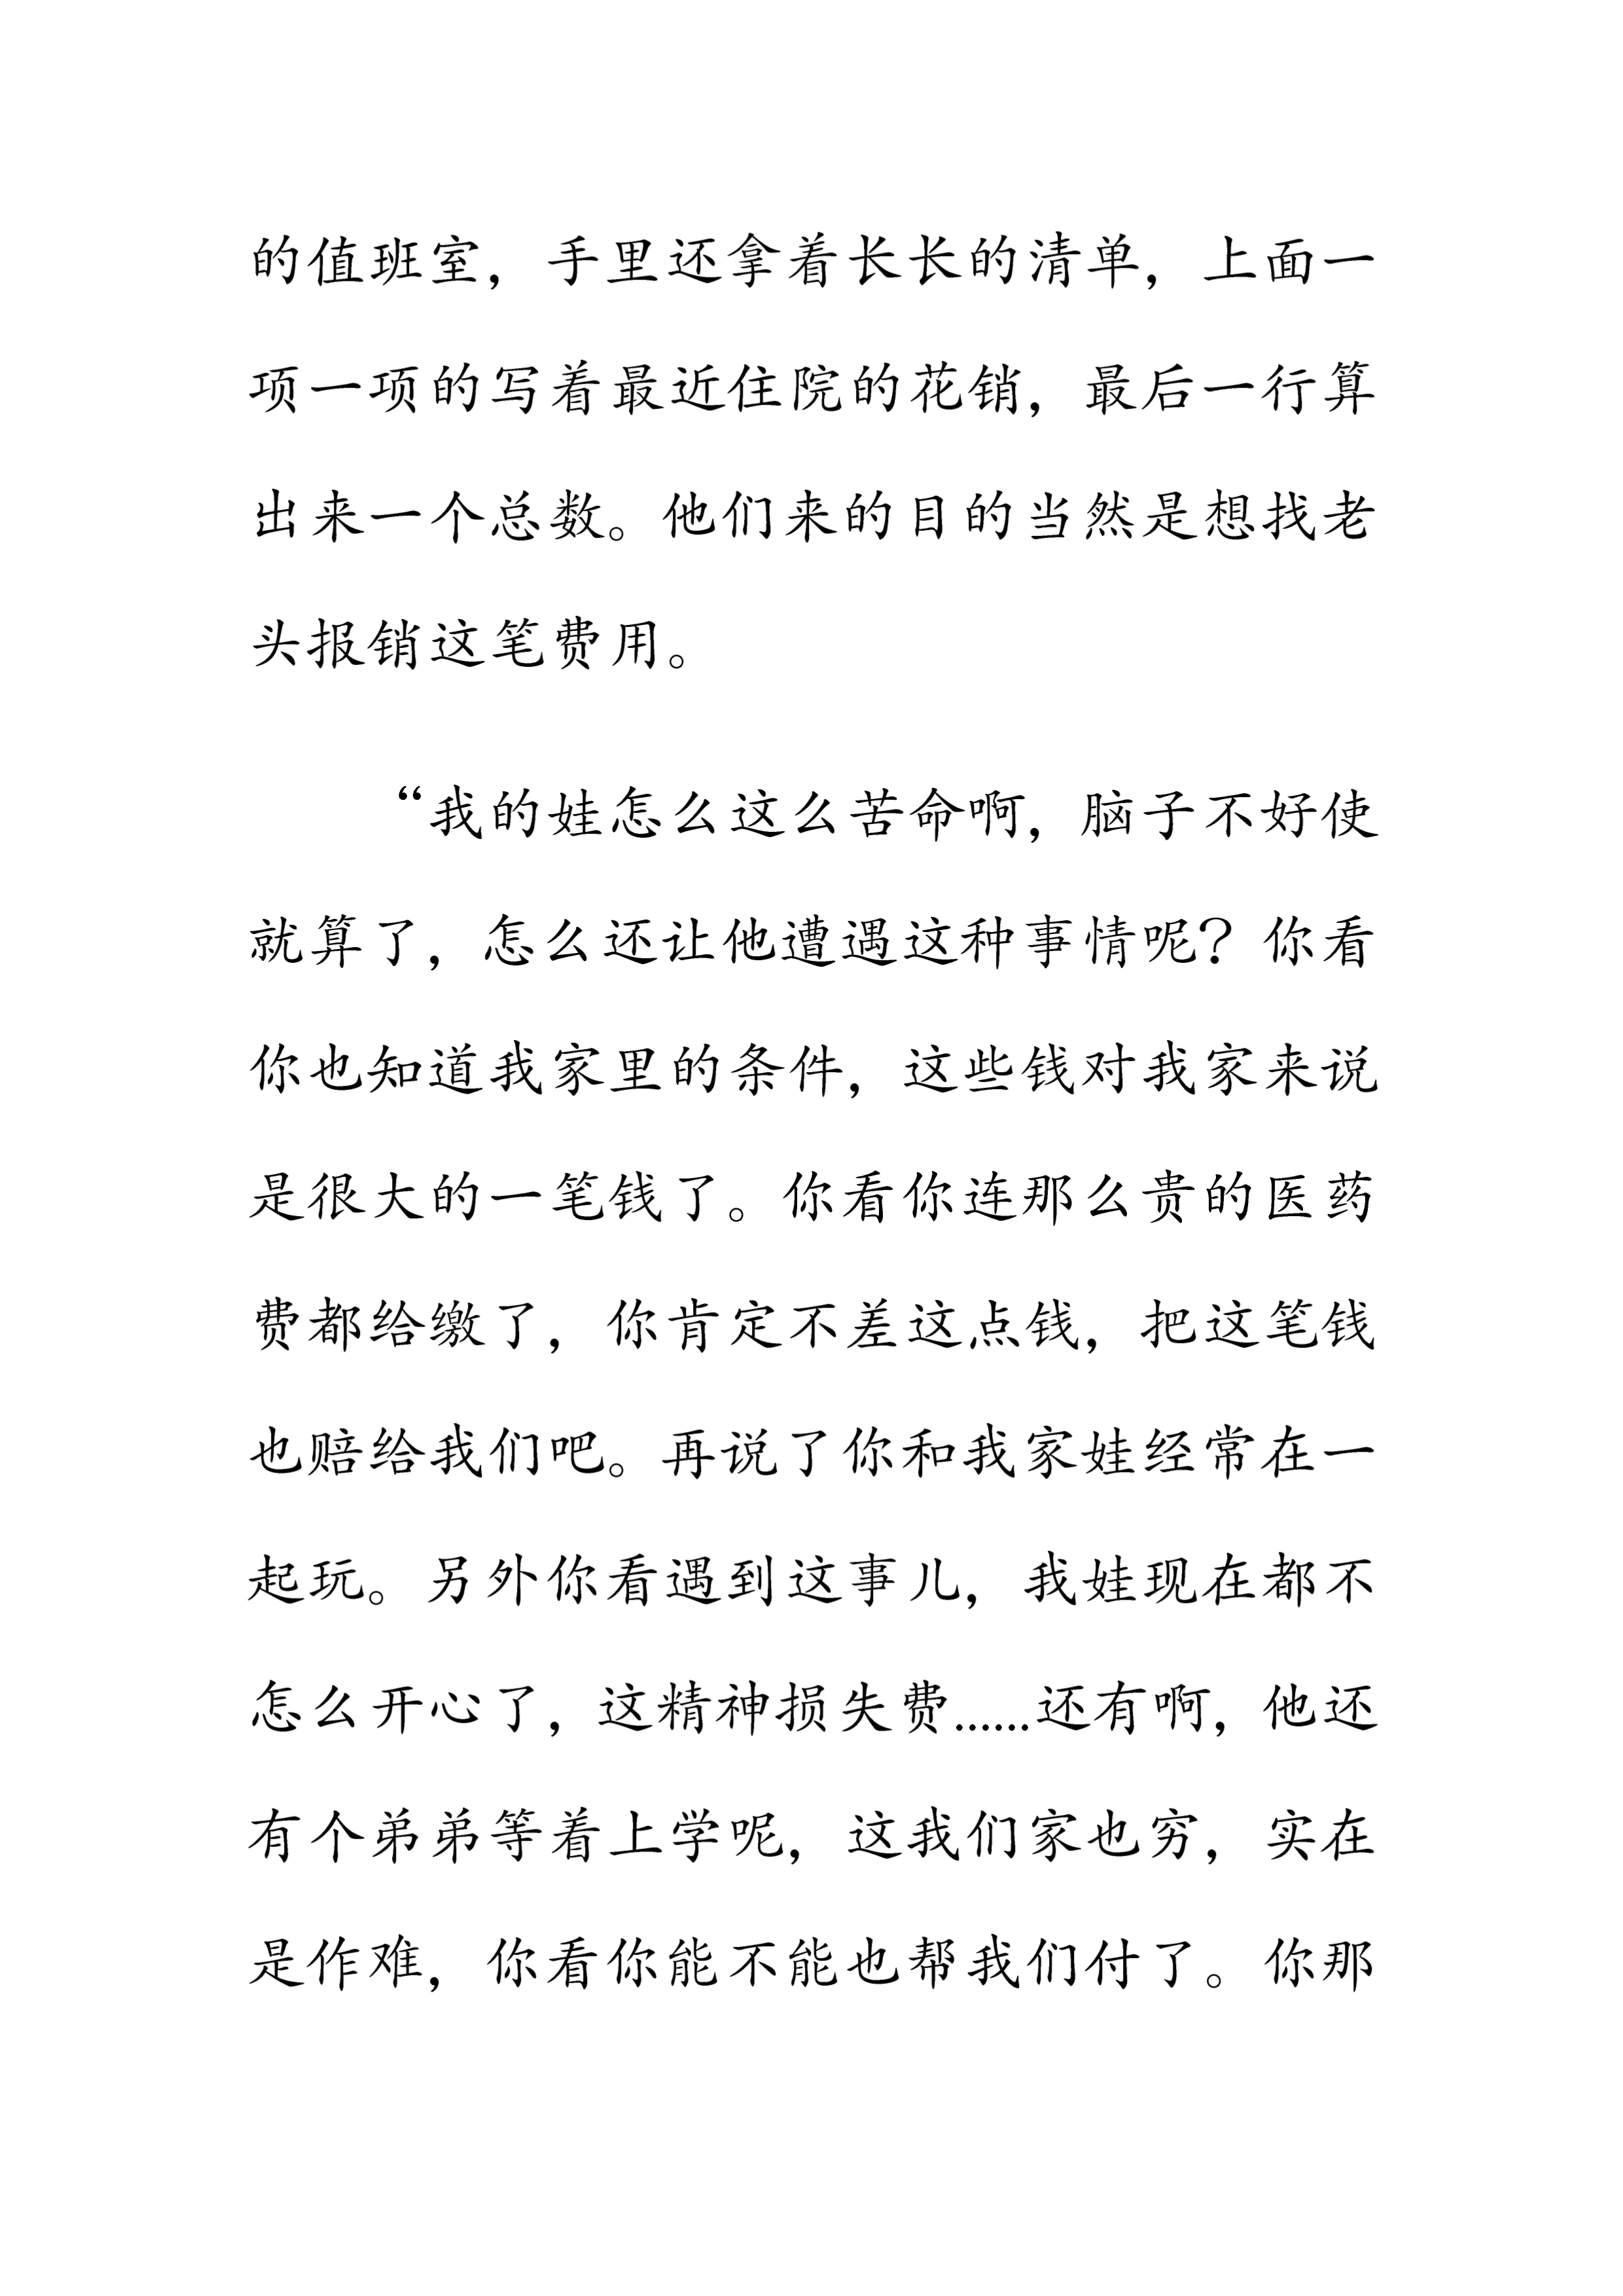 的值班室，手里还拿着长长的清单，上面一
项一项的写着最近住院的花销，最后一行算
出来一个总数。他们来的目的当然是想找老
头报销这笔费用。
“我的娃怎么这么苦命啊，脑子不好使
就算了，怎么还让他遭遇这种事情呢？你看
你也知道我家里的条件，这些钱对我家来说
是很大的一笔钱了。你看你连那么贵的医药
费都给缴了，你肯定不差这点钱，把这笔钱
也赔给我们吧。再说了你和我家娃经常在一
起玩。另外你看遇到这事儿，我娃现在都不
怎么开心了，这精神损失费......还有啊，他还
有个弟弟等着上学呢，这我们家也穷，实在
是作难，你看你能不能也帮我们付了。你那